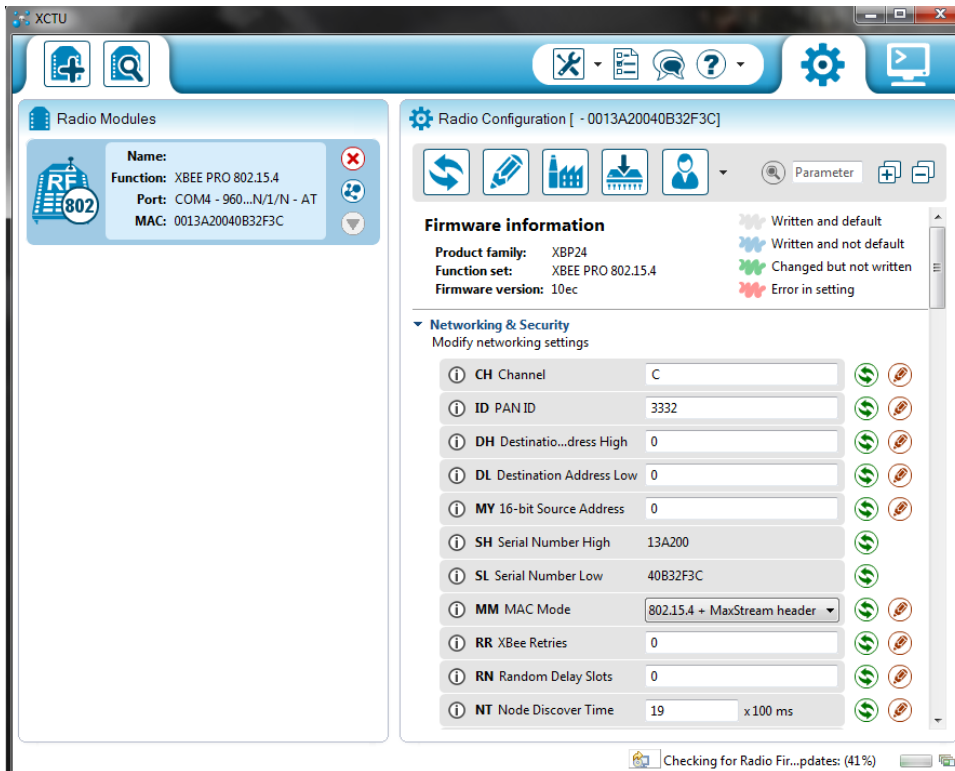 XCTU
Radio Modules
RF
802
Name:
Function: XBEE PRO 802.15.4
Port: COM4 - 960...N/1/N - AT
MAC: 0013A20040B32F3C
Radio Configuration [ - 0013A20040B32F3C]
Parameter
Firmware information
Product family: XBP24
Function set: XBEE PRO 802.15.4
Firmware version: 10ec
Written and default
Written and not default
Changed but not written
Error in setting
Networking & Security
Modify networking settings
CH Channel C
ID PAN ID 3332
DH Destinatio...dress High 0
DL Destination Address Low 0
MY 16-bit Source Address 0
SH Serial Number High 13A200
SL Serial Number Low 40B32F3C
MM MAC Mode 802.15.4 + MaxStream header
RR XBee Retries 0
RN Random Delay Slots 0
NT Node Discover Time 19 x 100 ms
Checking for Radio Fir...pdates: (41%)